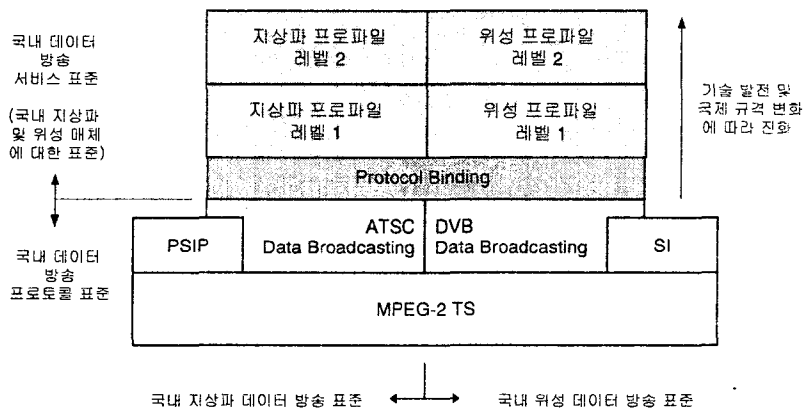 국내 데이터
방송
서비스 표준
(국내 지상파
및 위성 매체
에 대한 표준)
지상파 프로파일
레벨 2
위성 프로파일
레벨 2
지상파 프로파일
레벨 1
위성 프로파일
레벨 1
기술 발전 및
국제 규격 변화
에 따라 진화
Protocol Binding
국내 데이터
방송
프로토콜 표준
PSIP
ATSC
Data Broadcasting
DVB
Data Broadcasting
SI
MPEG-2 TS
국내 지상파 데이터 방송 표준
국내 위성 데이터 방송 표준